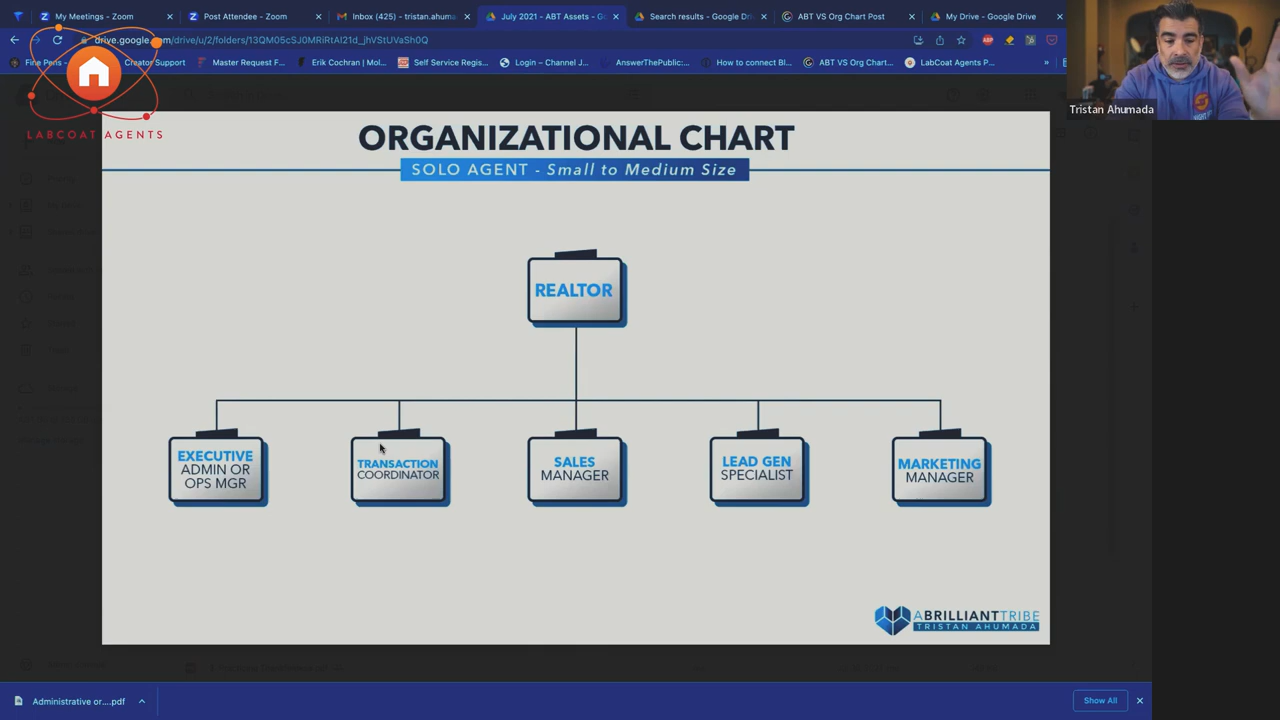 My Meetings - Zoom
Post Attendee - Zoom
Inbox (425) - tristan.ahuma
July 2021 - ABT Assets - Go
Search results - Google Dri
ABT VS Org Chart Post
My Drive - Google Drive
drive.google.com/drive/u/2/folders/13QM05cSJ0MRiRtAl21d_jhVStUVaSh0Q
Fine Pens
Creator Support
Master Request F...
Erik Cochran - M...
Self Service Regis...
Login – Channel J...
AnswerThePublic:...
How to connect Bl...
ABT VS Org Chart...
LabCoat Agents P...
LABCOAT AGENTS
Tristan Ahumada
ORGANIZATIONAL CHART
SOLO AGENT - Small to Medium Size
REALTOR
EXECUTIVE
ADMIN OR
OPS MGR
TRANSACTION
COORDINATOR
SALES
MANAGER
LEAD GEN
SPECIALIST
MARKETING
MANAGER
ABRILLIANTTRIBE
TRISTAN AHUMADA
Administrative or....pdf
Show All